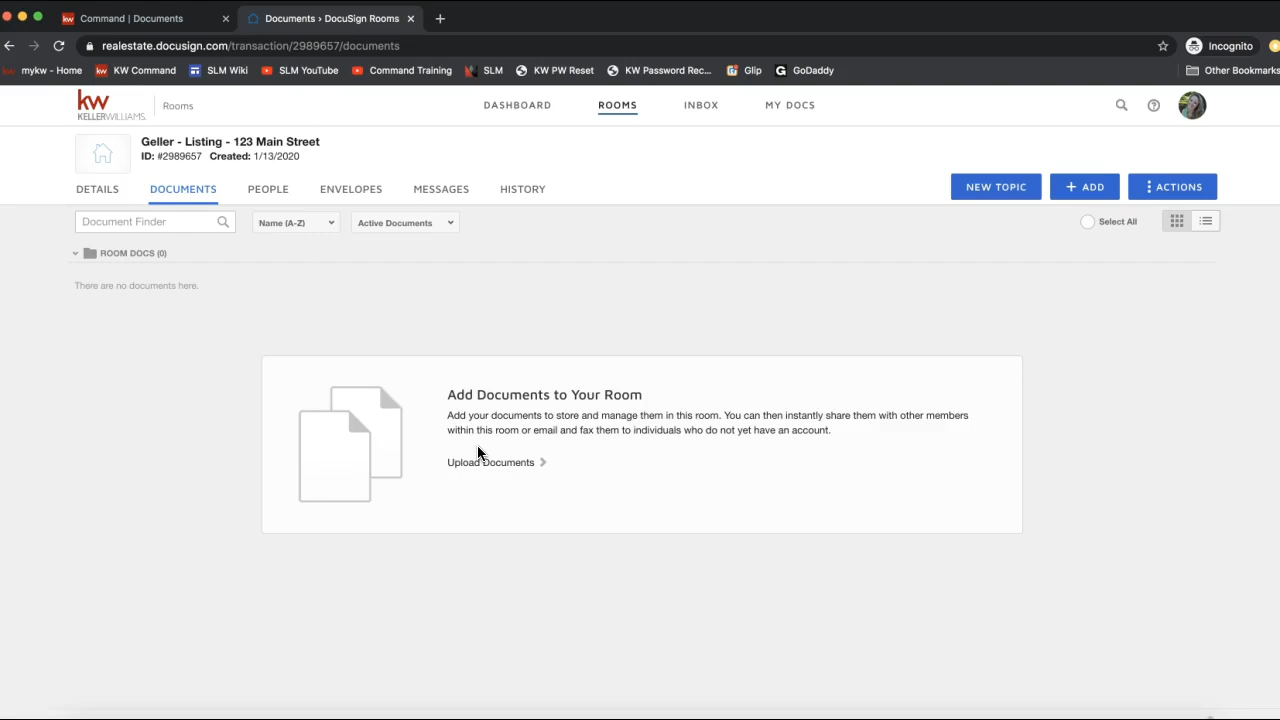 Command | Documents
Documents › DocuSign Rooms
realestate.docusign.com/transaction/2989657/documents
Incognito
mykw - Home
KW Command
SLM Wiki
SLM YouTube
Command Training
SLM
KW PW Reset
KW Password Rec...
Glip
GoDaddy
Other Bookmarks
kw
KELLERWILLIAMS.
Rooms
DASHBOARD
ROOMS
INBOX
MY DOCS
Geller - Listing - 123 Main Street
ID: #2989657 Created: 1/13/2020
DETAILS
DOCUMENTS
PEOPLE
ENVELOPES
MESSAGES
HISTORY
NEW TOPIC
+ ADD
ACTIONS
Document Finder
Name (A-Z)
Active Documents
Select All
ROOM DOCS (0)
There are no documents here.
Add Documents to Your Room
Add your documents to store and manage them in this room. You can then instantly share them with other members
within this room or email and fax them to individuals who do not yet have an account.
Upload Documents